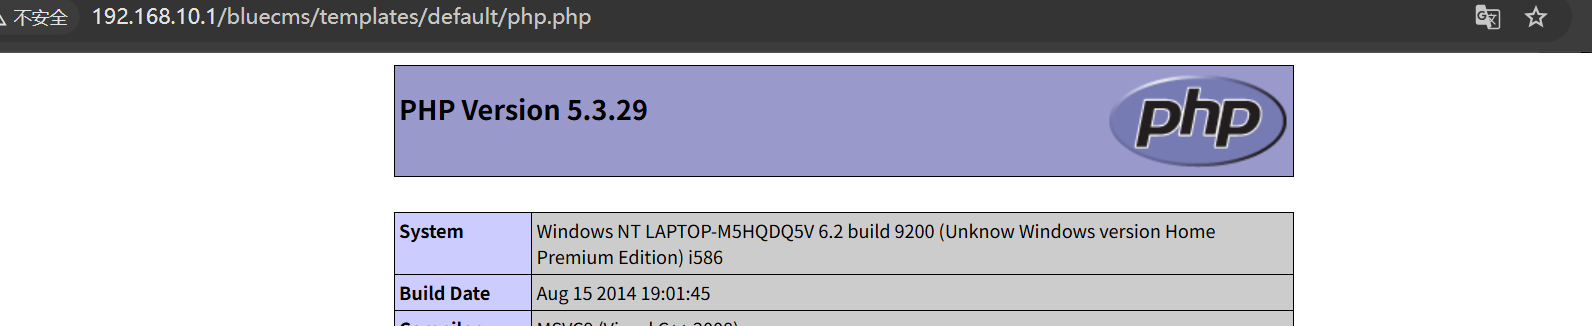 不安全 192.168.10.1/bluecms/templates/default/php.php
PHP Version 5.3.29
php
System Windows NT LAPTOP-M5HQDQ5V 6.2 build 9200 (Unknow Windows version Home
Premium Edition) i586
Build Date Aug 15 2014 19:01:45